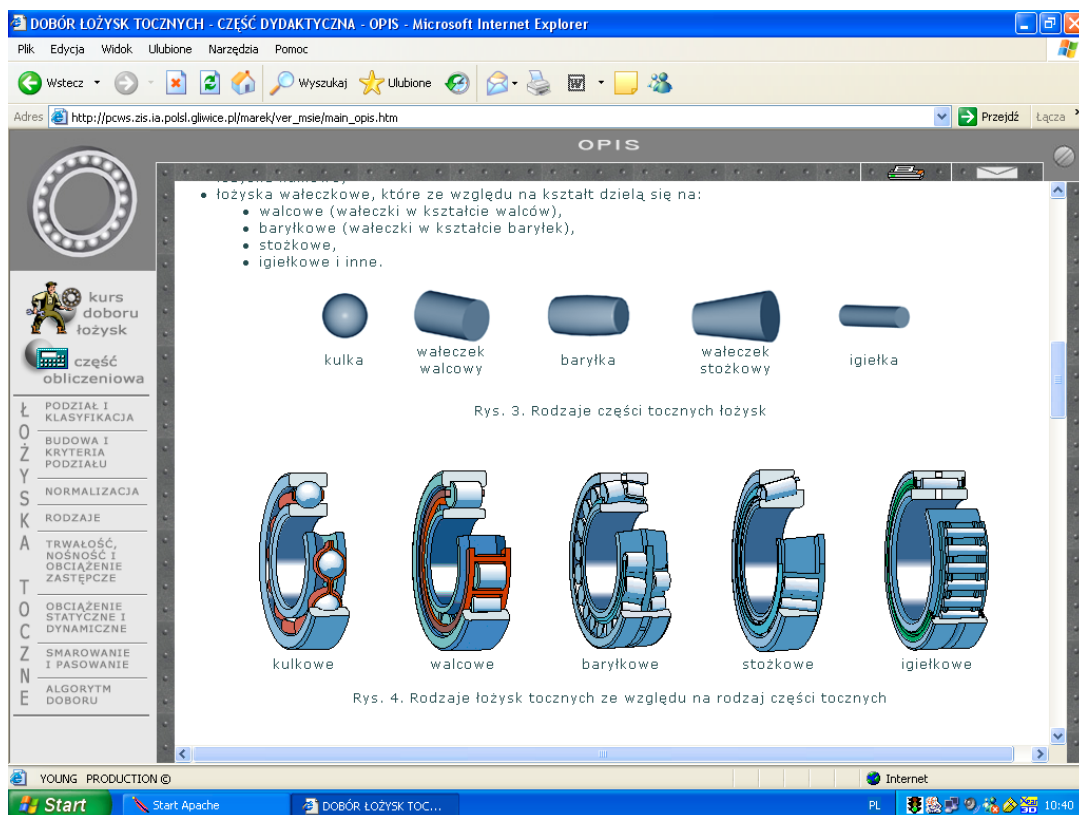 DOBÓR ŁOŻYSK TOCZNYCH - CZĘŚĆ DYDAKTYCZNA - OPIS - Microsoft Internet Explorer
Plik Edycja Widok Ulubione Narzędzia Pomoc
Wstecz Wyszukaj Ulubione
Adres http://pcws.zis.ia.polsl.gliwice.pl/marek/ver_msie/main_opis.htm Przejdź Łącza
OPIS
• łożyska wałeczkowe, które ze względu na kształt dzielą się na:
• walcowe (wałeczki w kształcie walców),
• baryłkowe (wałeczki w kształcie baryłek),
• stożkowe,
• igiełkowe i inne.
kurs
doboru
łożysk
część
obliczeniowa
kulka
wałeczek
walcowy
baryłka
wałeczek
stożkowy
igiełka
Rys. 3. Rodzaje części tocznych łożysk
ŁOŻYSKA TOCZNE
PODZIAŁ I
KLASYFIKACJA
BUDOWA I
KRYTERIA
PODZIAŁU
NORMALIZACJA
RODZAJE
TRWAŁOŚĆ,
NOŚNOŚĆ I
OBCIĄŻENIE
ZASTĘPCZE
OBCIĄŻENIE
STATYCZNE I
DYNAMICZNE
SMAROWANIE
I PASOWANIE
ALGORYTM
DOBORU
kulkowe walcowe baryłkowe stożkowe igiełkowe
Rys. 4. Rodzaje łożysk tocznych ze względu na rodzaj części tocznych
YOUNG PRODUCTION © Internet
Start Start Apache DOBÓR ŁOŻYSK TOC... PL 10:40